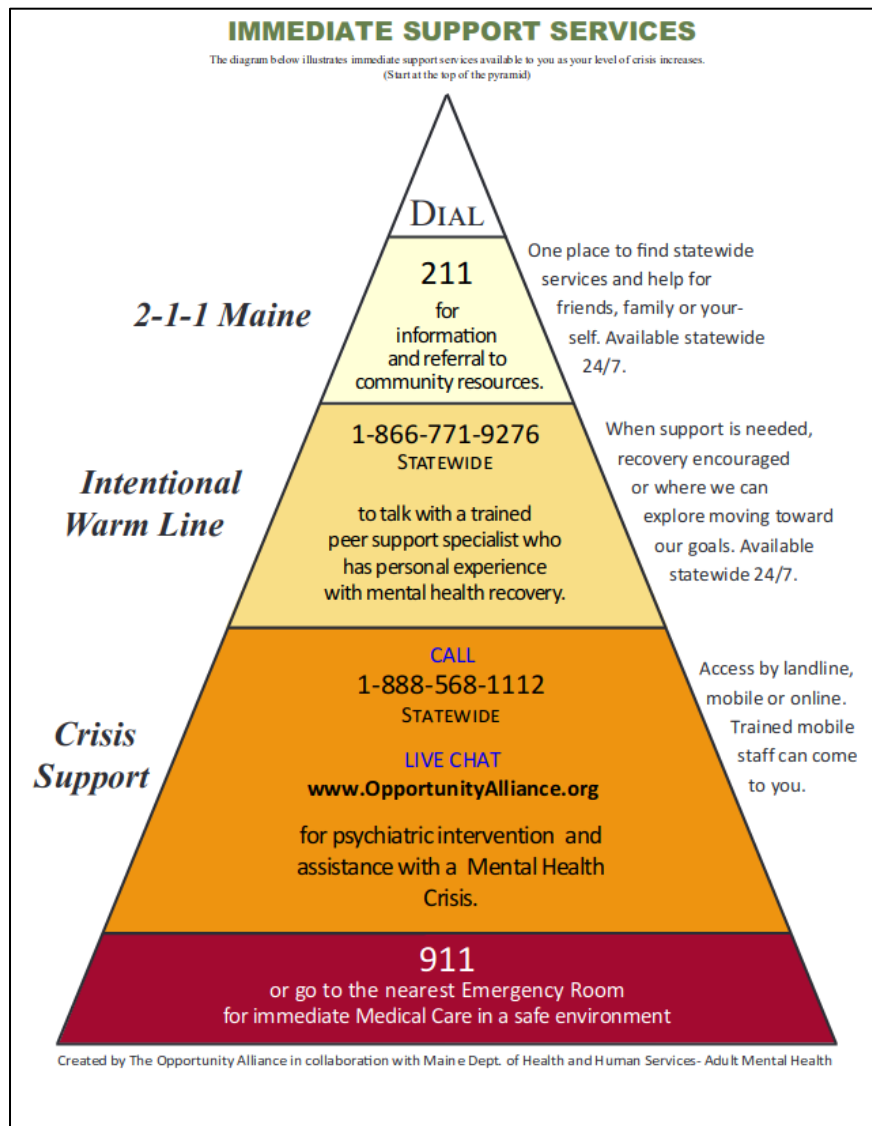 IMMEDIATE SUPPORT SERVICES
The diagram below illustrates immediate support services available to you as your level of crisis increases.
(Start at the top of the pyramid)
DIAL
2-1-1 Maine
211
for
information
and referral to
community resources.
One place to find statewide
services and help for
friends, family or your-
self. Available statewide
24/7.
Intentional
Warm Line
1-866-771-9276
STATEWIDE
to talk with a trained
peer support specialist who
has personal experience
with mental health recovery.
When support is needed,
recovery encouraged
or where we can
explore moving toward
our goals. Available
statewide 24/7.
Crisis
Support
CALL
1-888-568-1112
STATEWIDE
LIVE CHAT
www.OpportunityAlliance.org
for psychiatric intervention and
assistance with a Mental Health
Crisis.
Access by landline,
mobile or online.
Trained mobile
staff can come
to you.
911
or go to the nearest Emergency Room
for immediate Medical Care in a safe environment
Created by The Opportunity Alliance in collaboration with Maine Dept. of Health and Human Services- Adult Mental Health